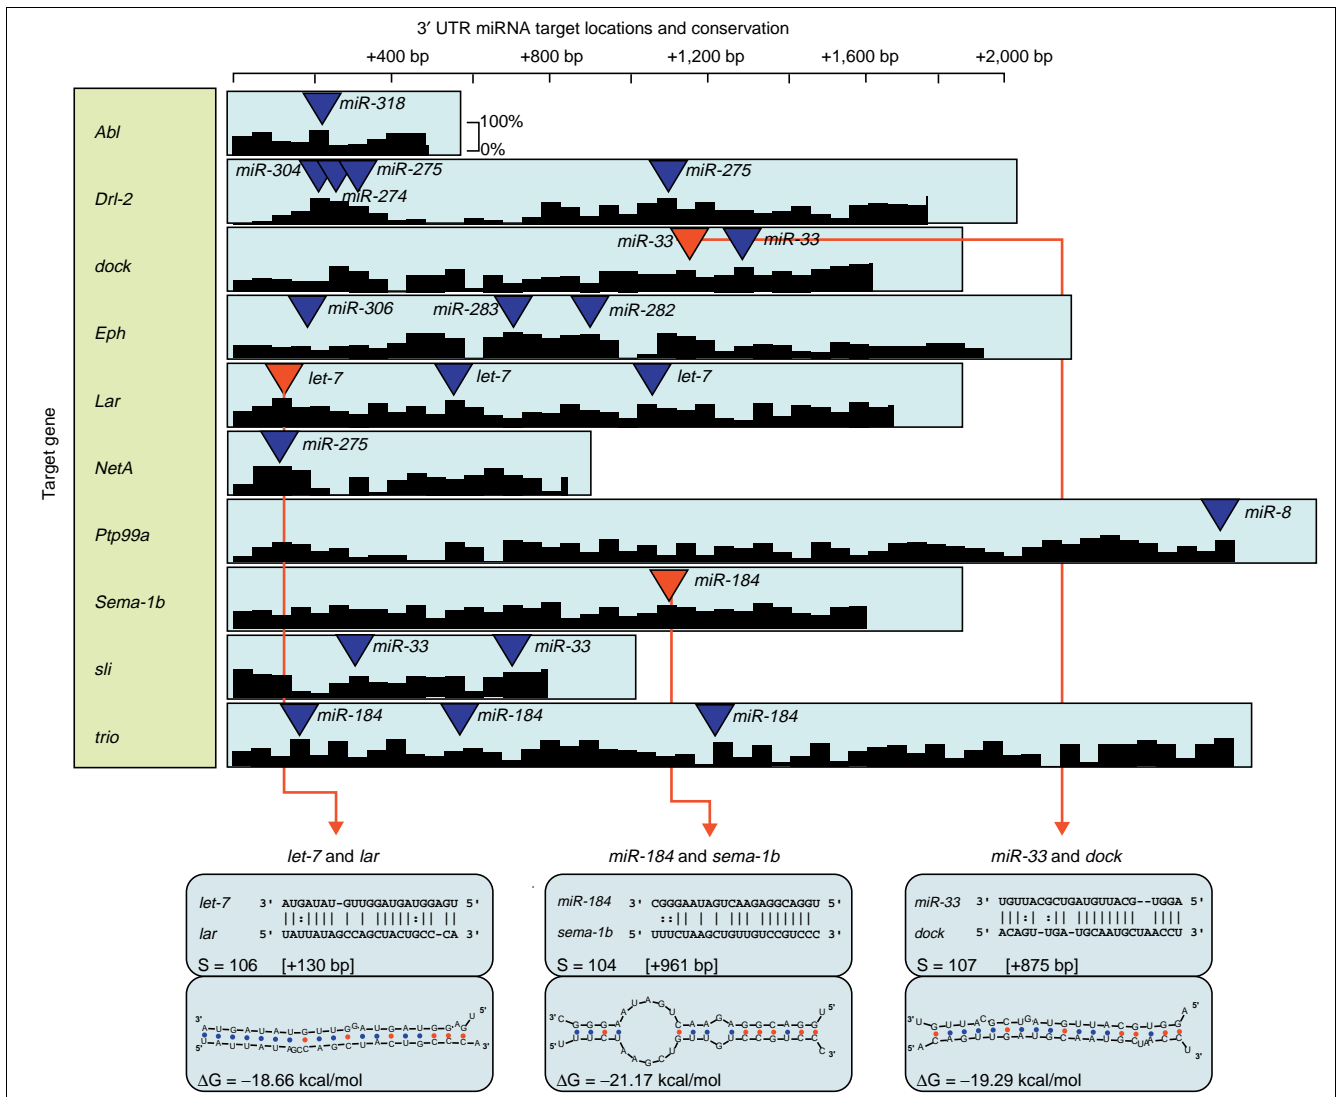 3′ UTR miRNA target locations and conservation
+400 bp +800 bp +1,200 bp +1,600 bp +2,000 bp
Target gene
Abl miR-318 100% 0%
Drl-2 miR-304 miR-274 miR-275 miR-275
dock miR-33 miR-33
Eph miR-306 miR-283 miR-282
Lar let-7 let-7 let-7
NetA miR-275
Ptp99a miR-8
Sema-1b miR-184
sli miR-33 miR-33
trio miR-184 miR-184 miR-184
let-7 and lar
let-7 3' AUGAUAU-GUUGGAUGAUGGAGU 5'
lar 5' UAUUAUAGCCAGCUACUGCC-CA 3'
S = 106 [+130 bp]
ΔG = −18.66 kcal/mol
miR-184 and sema-1b
miR-184 3' CGGGAAUAGUCAAGAGGCAGGU 5'
sema-1b 5' UUUCUAAGCUGUUGUCCGUCCC 3'
S = 104 [+961 bp]
ΔG = −21.17 kcal/mol
miR-33 and dock
miR-33 3' UGUUACGCUGAUGUUACG--UGGA 5'
dock 5' ACAGU-UGA-UGCAAUGCUAACCU 3'
S = 107 [+875 bp]
ΔG = −19.29 kcal/mol